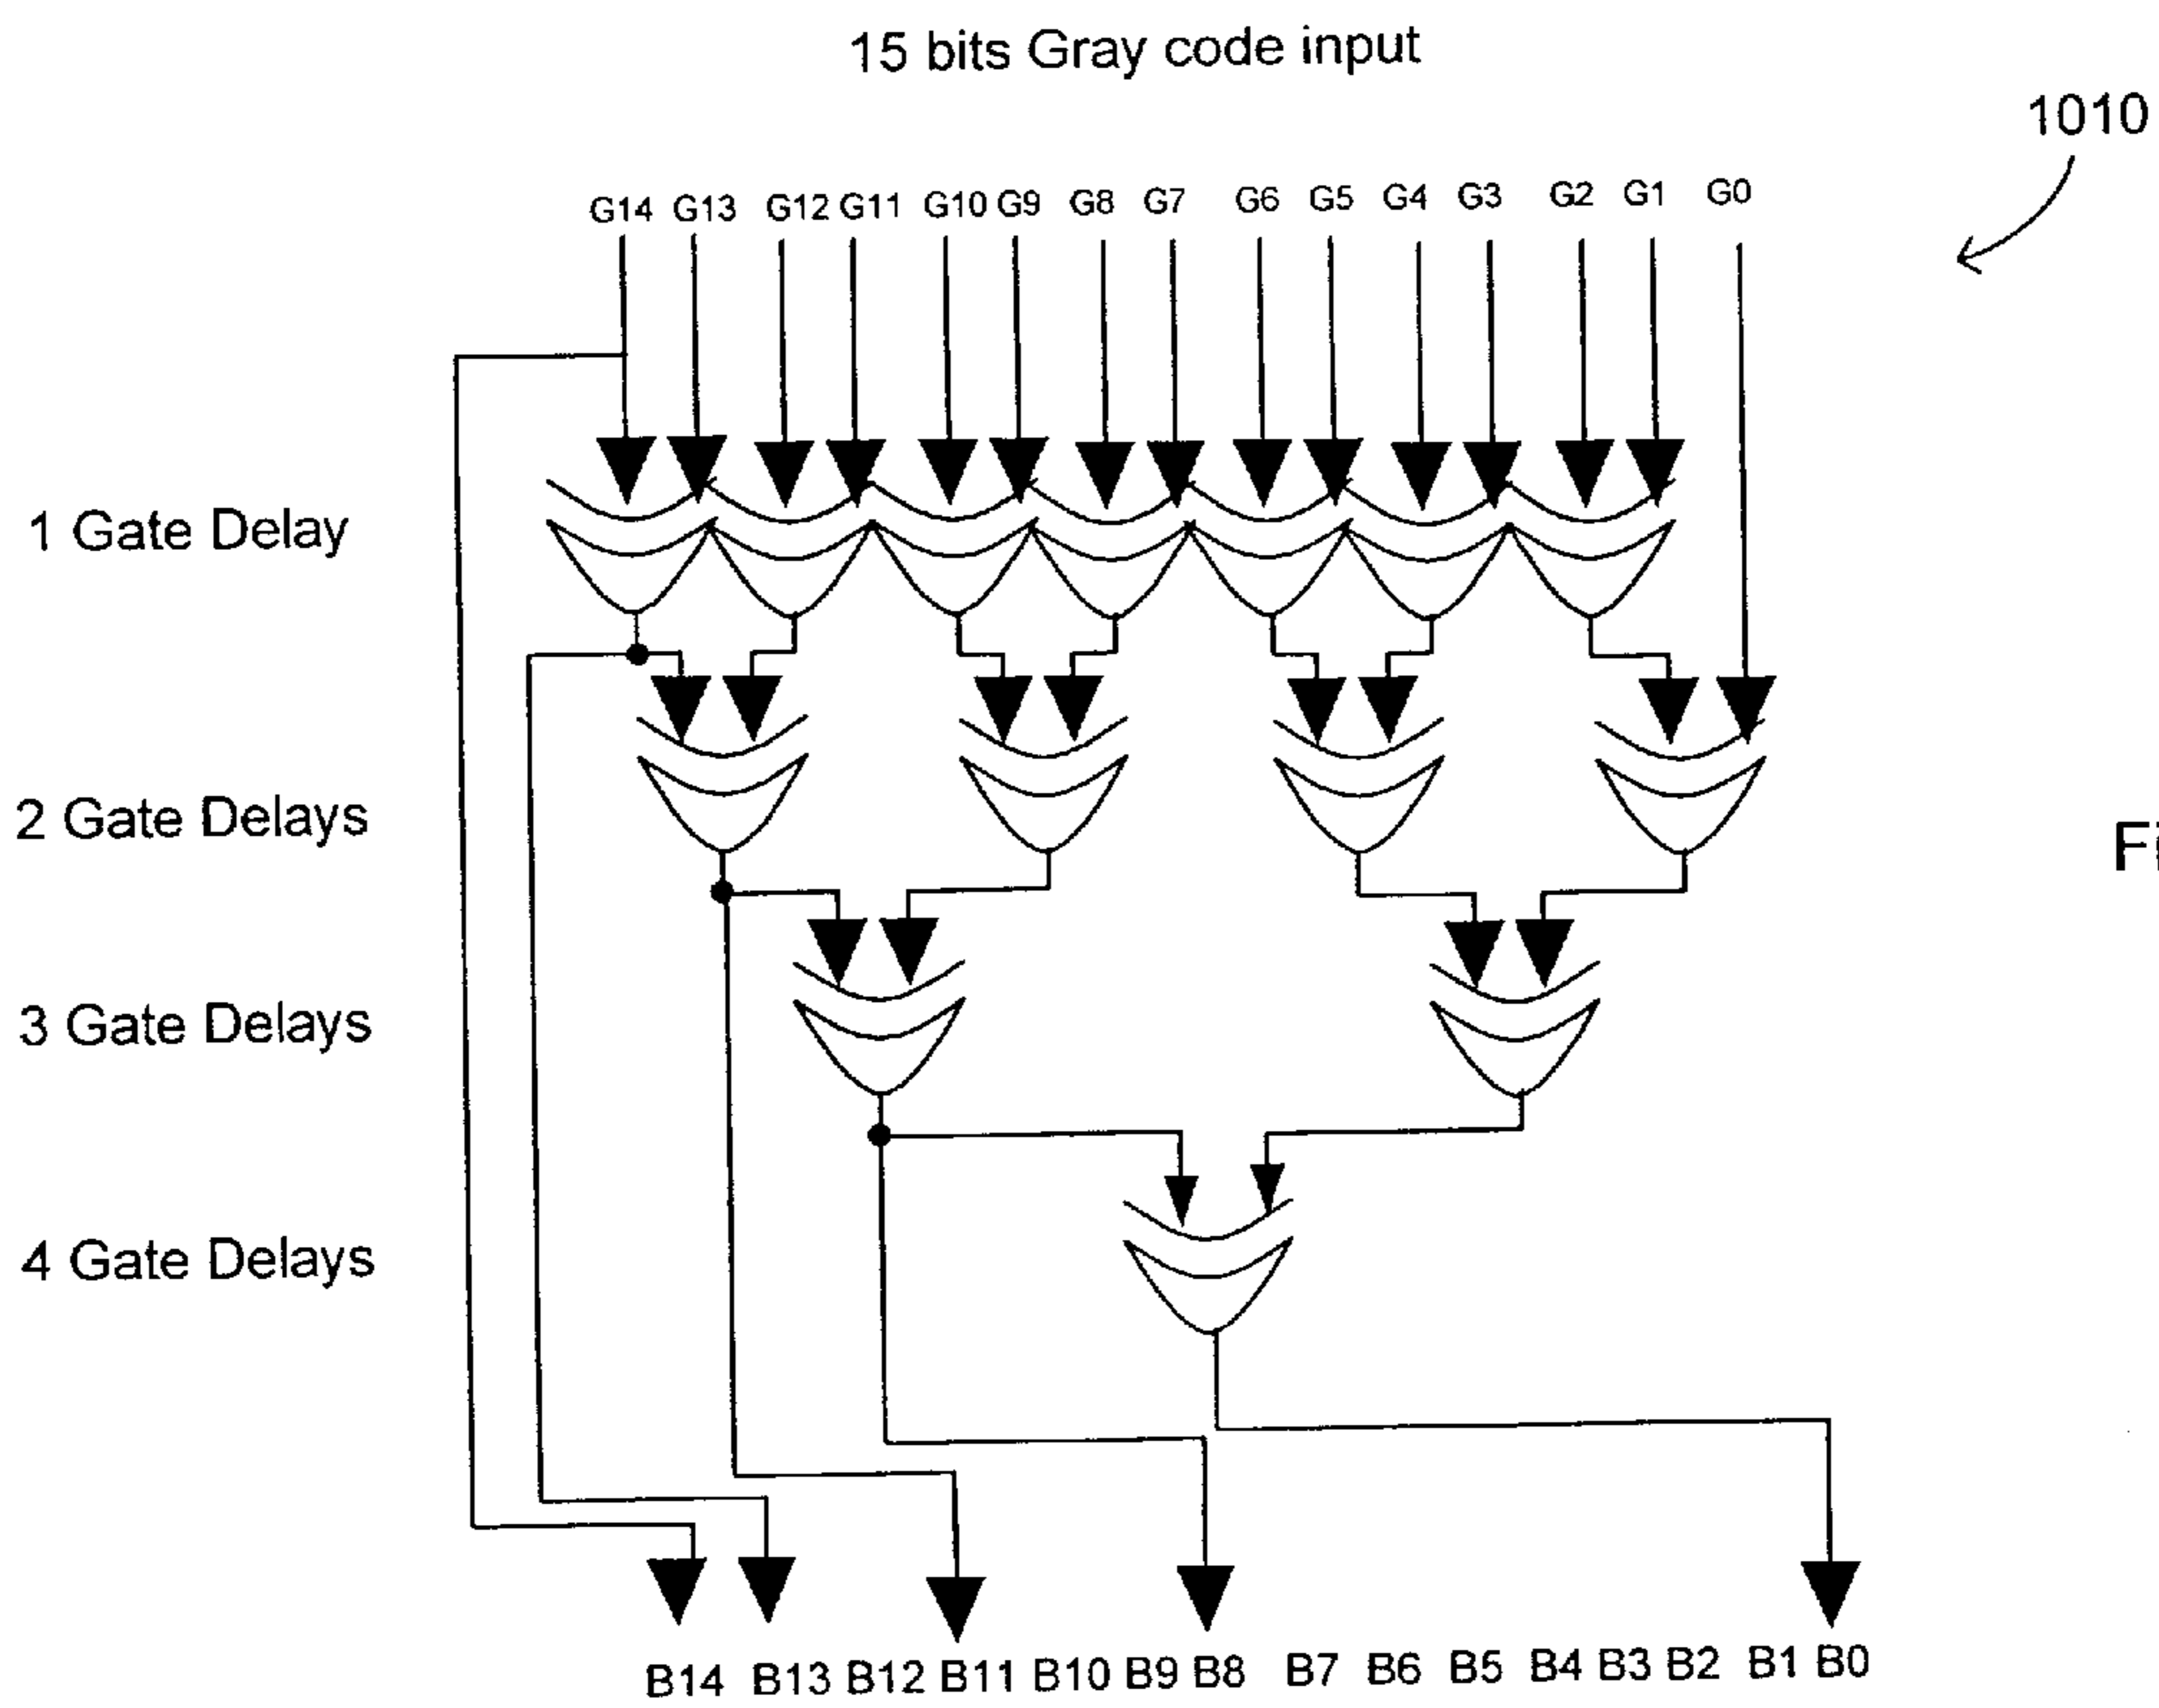 15 bits Gray code input
1010
G14 G13 G12 G11 G10 G9 G8 G7 G6 G5 G4 G3 G2 G1 G0
1 Gate Delay
2 Gate Delays
3 Gate Delays
4 Gate Delays
B14 B13 B12 B11 B10 B9 B8 B7 B6 B5 B4 B3 B2 B1 B0